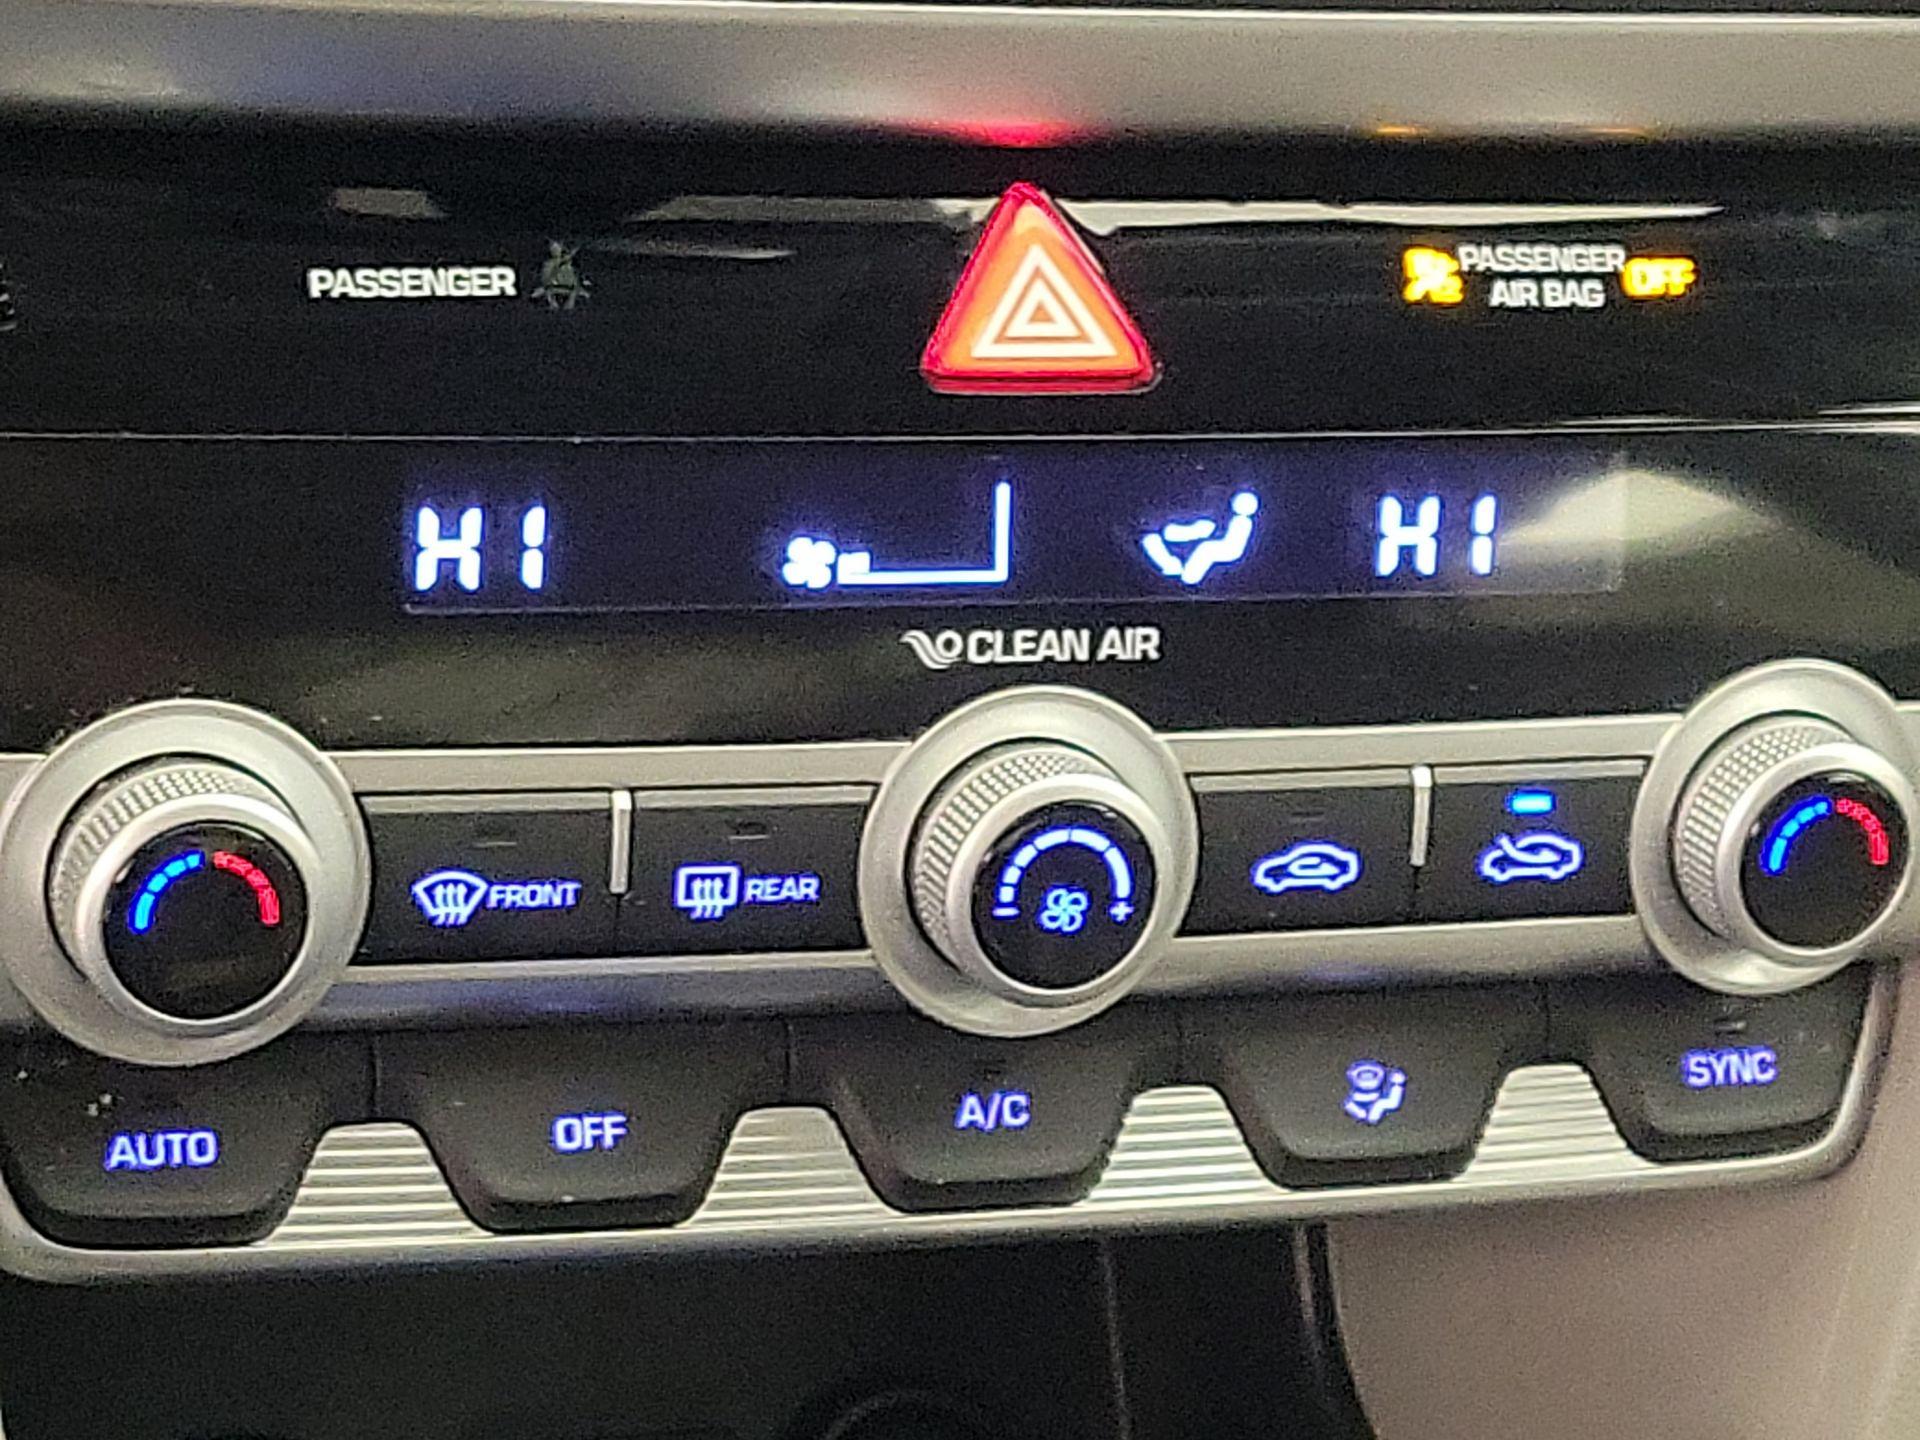 PASSENGER
PASSENGER OFF
AIR BAG
HI HI
CLEAN AIR
FRONT REAR - +
AUTO OFF A/C SYNC